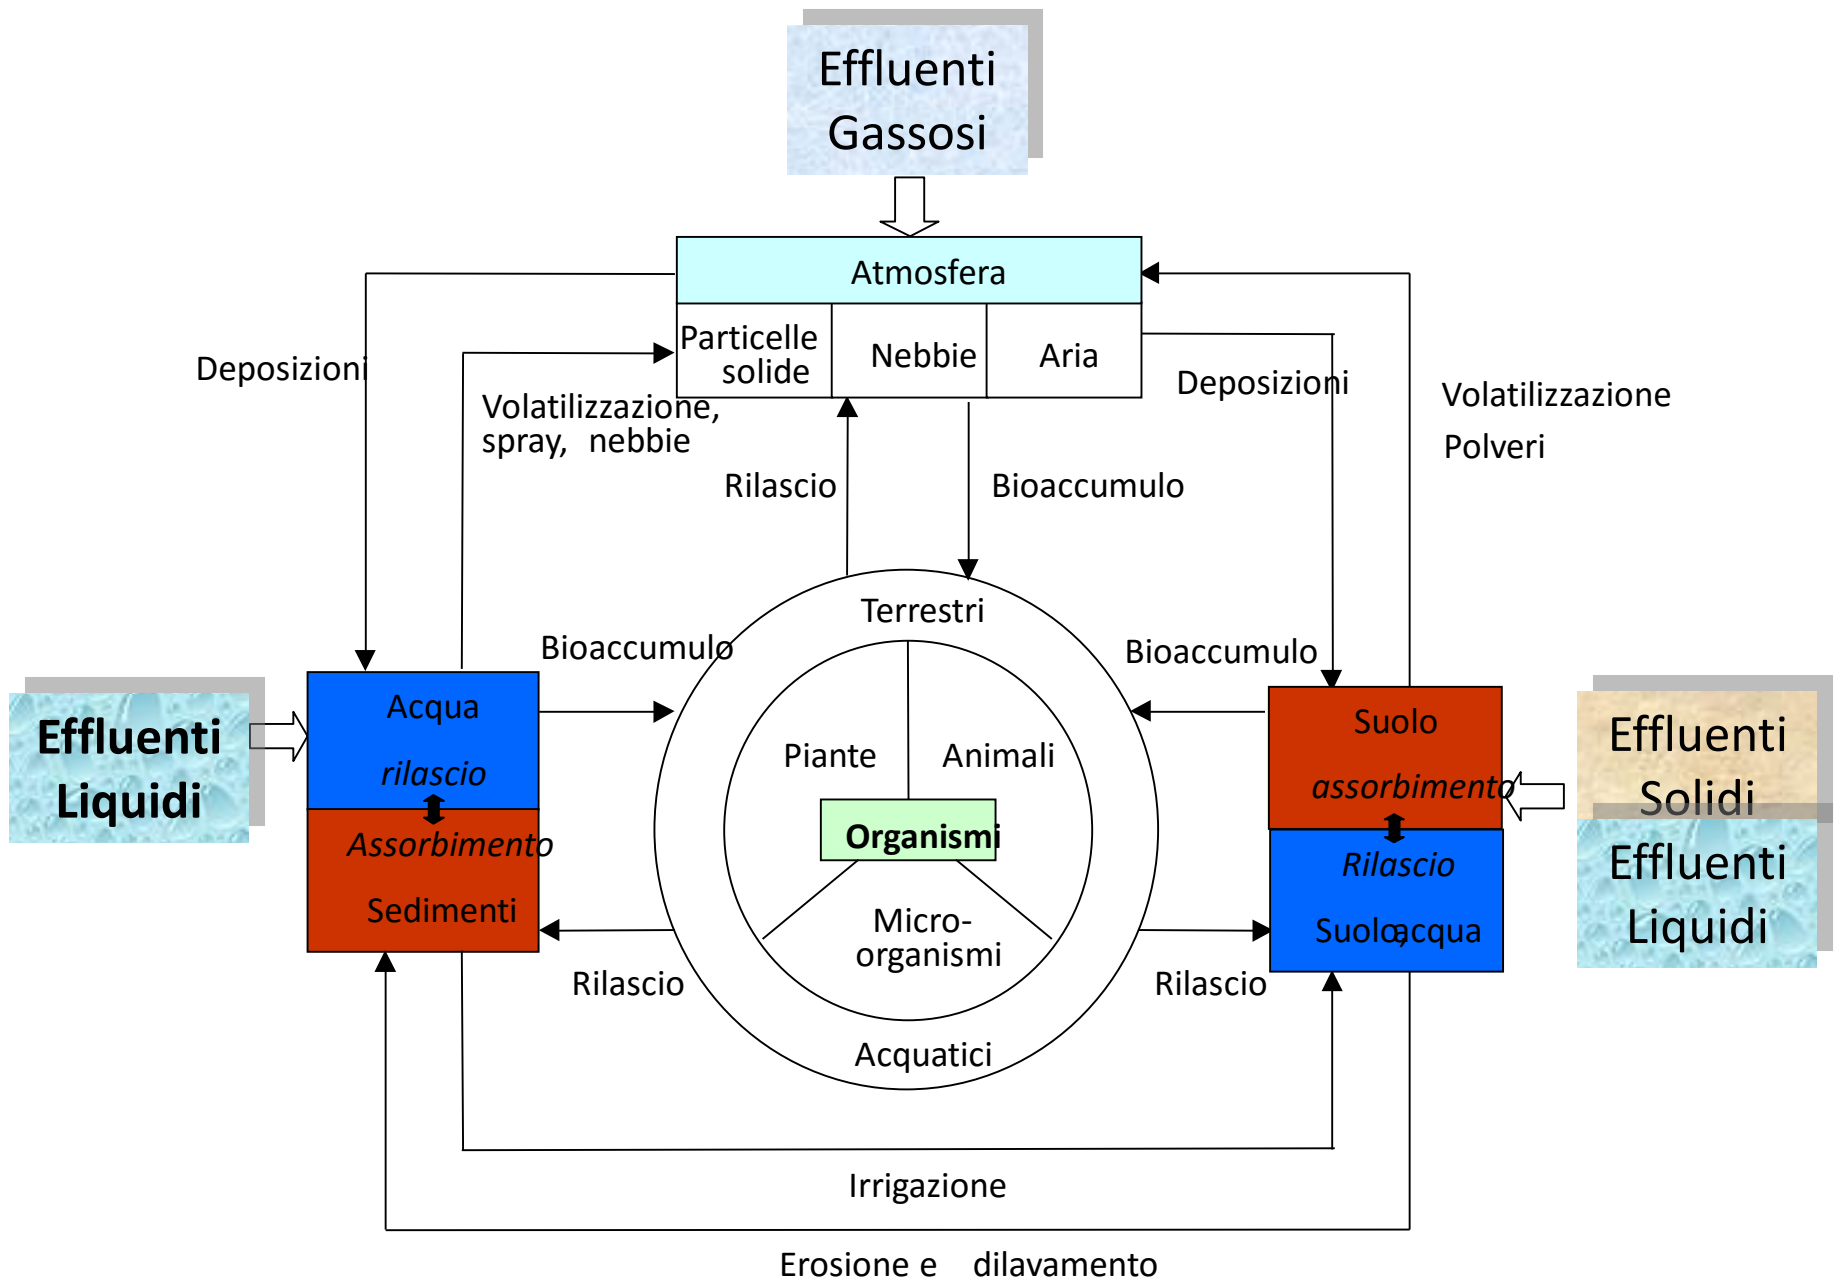 Effluenti
Gassosi
Atmosfera
Particelle
solide
Nebbie
Aria
Deposizioni
Deposizioni
Volatilizzazione,
spray, nebbie
Volatilizzazione
Polveri
Rilascio
Bioaccumulo
Terrestri
Bioaccumulo
Bioaccumulo
Effluenti
Liquidi
Acqua
rilascio
Assorbimento
Sedimenti
Piante
Animali
Organismi
Micro-
organismi
Acquatici
Suolo
assorbimento
Rilascio
Suolo, acqua
Effluenti
Solidi
Effluenti
Liquidi
Rilascio
Rilascio
Irrigazione
Erosione e dilavamento